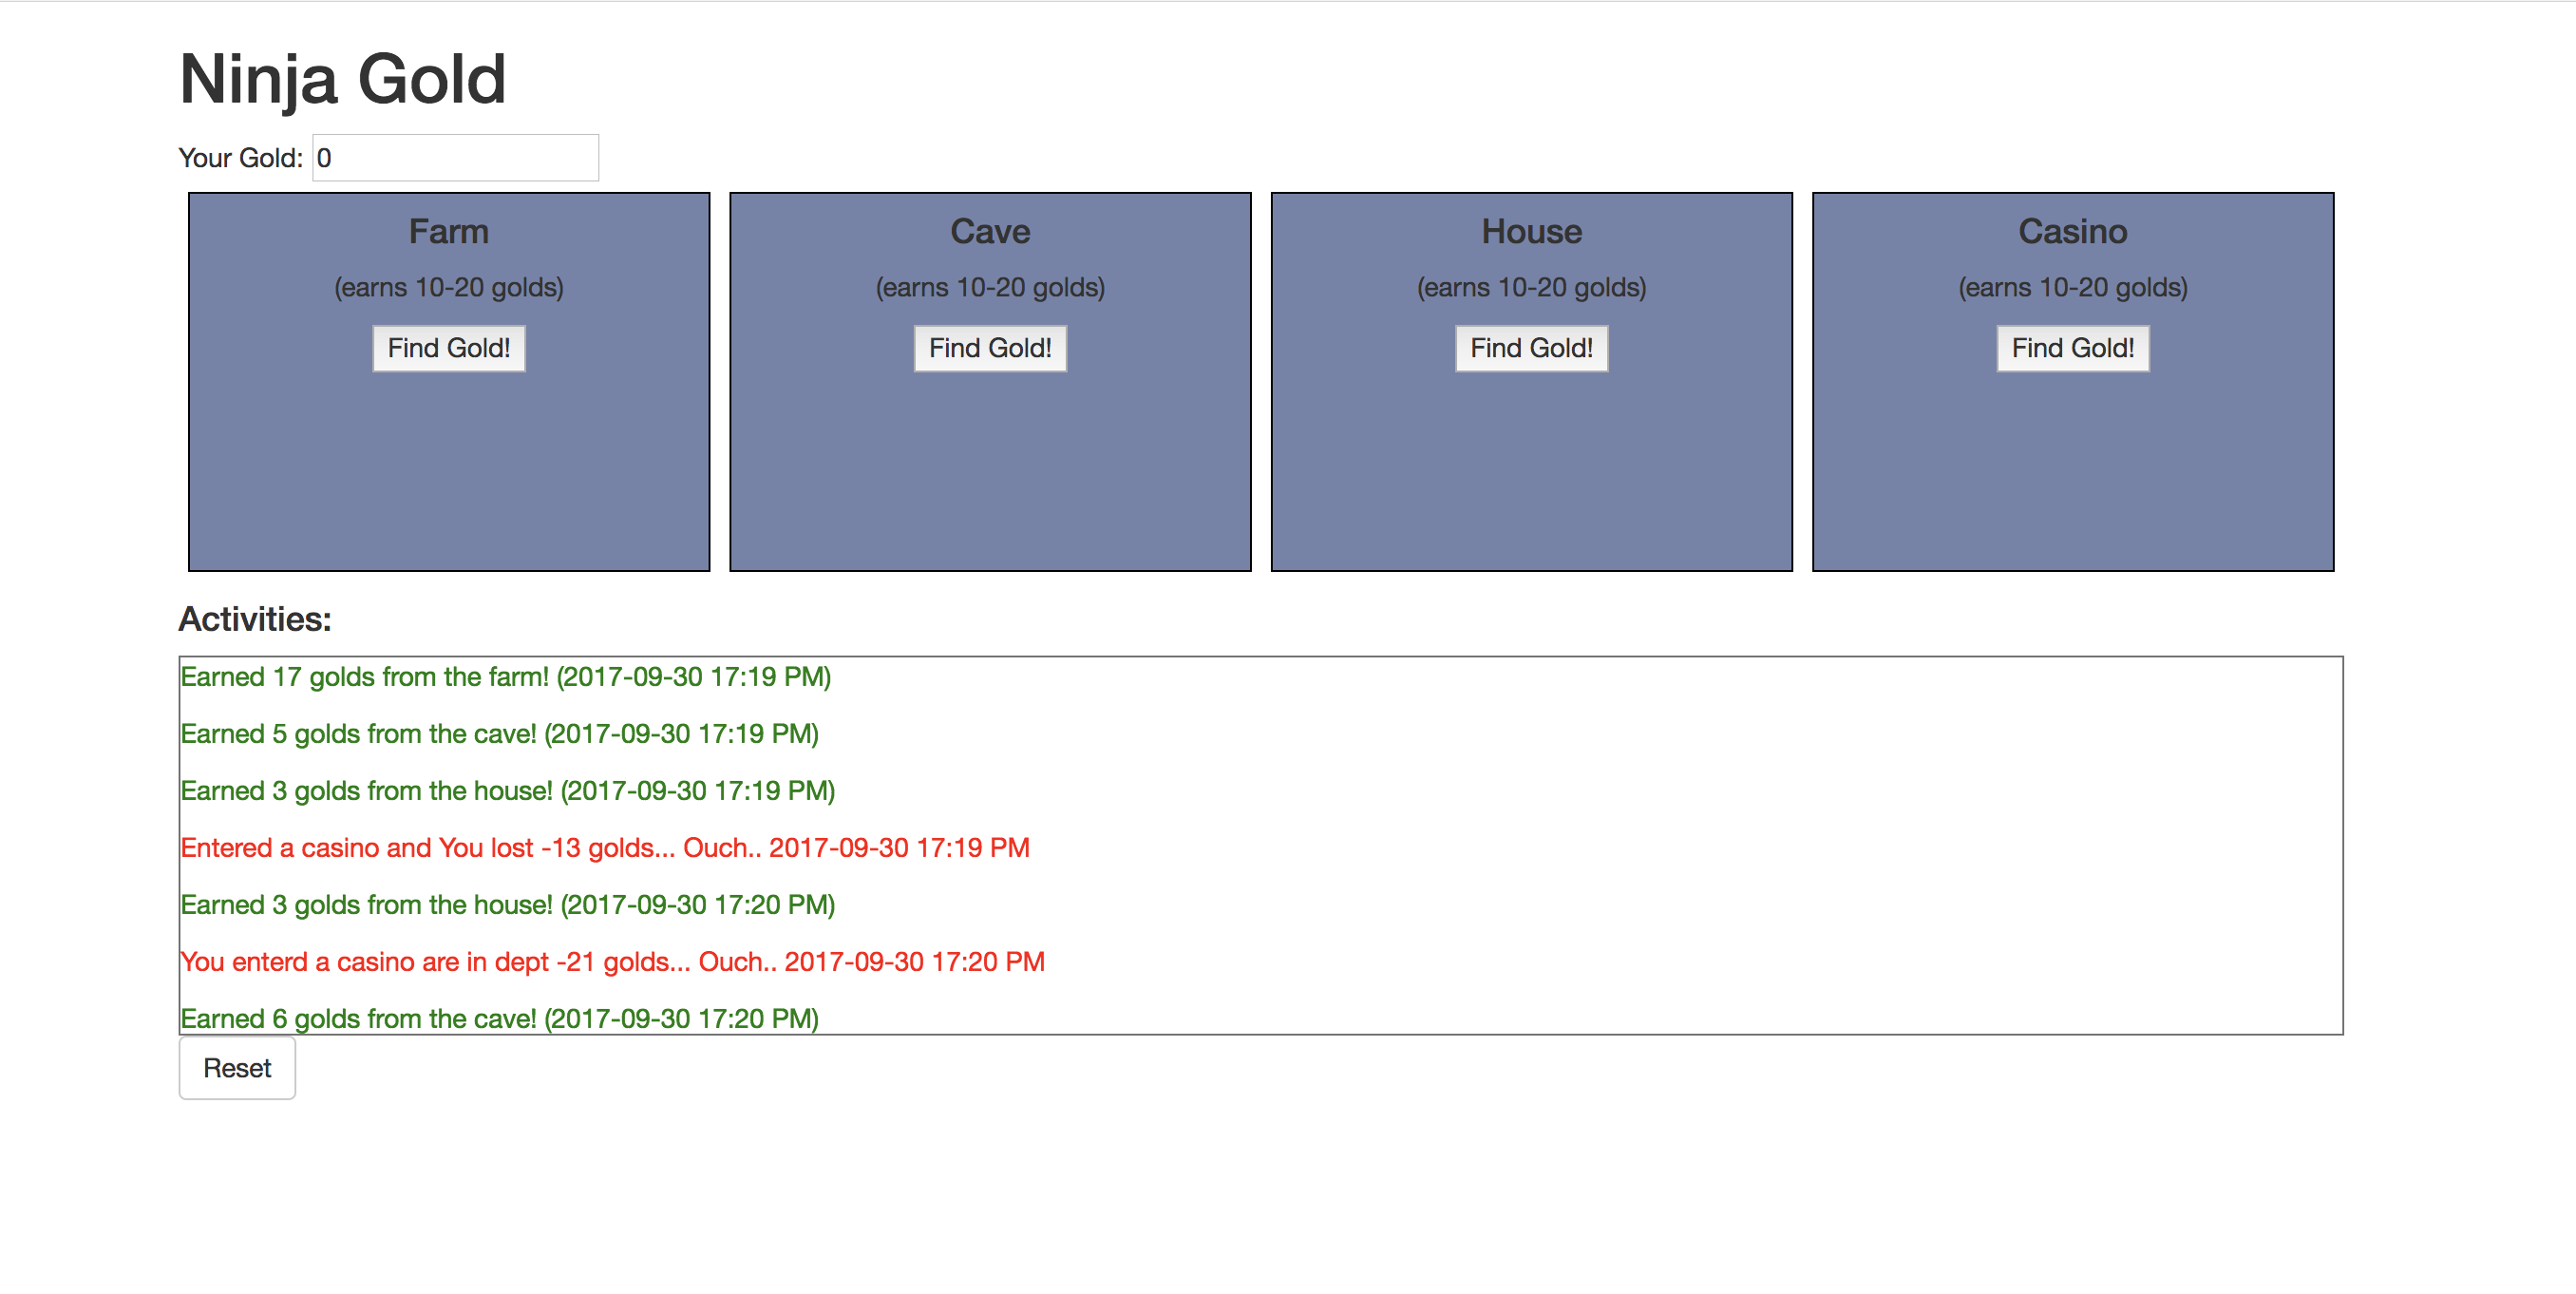 Ninja Gold
Your Gold: 0
Farm
(earns 10-20 golds)
Find Gold!
Cave
(earns 10-20 golds)
Find Gold!
House
(earns 10-20 golds)
Find Gold!
Casino
(earns 10-20 golds)
Find Gold!
Activities:
Earned 17 golds from the farm! (2017-09-30 17:19 PM)
Earned 5 golds from the cave! (2017-09-30 17:19 PM)
Earned 3 golds from the house! (2017-09-30 17:19 PM)
Entered a casino and You lost -13 golds... Ouch.. 2017-09-30 17:19 PM
Earned 3 golds from the house! (2017-09-30 17:20 PM)
You enterd a casino are in dept -21 golds... Ouch.. 2017-09-30 17:20 PM
Earned 6 golds from the cave! (2017-09-30 17:20 PM)
Reset